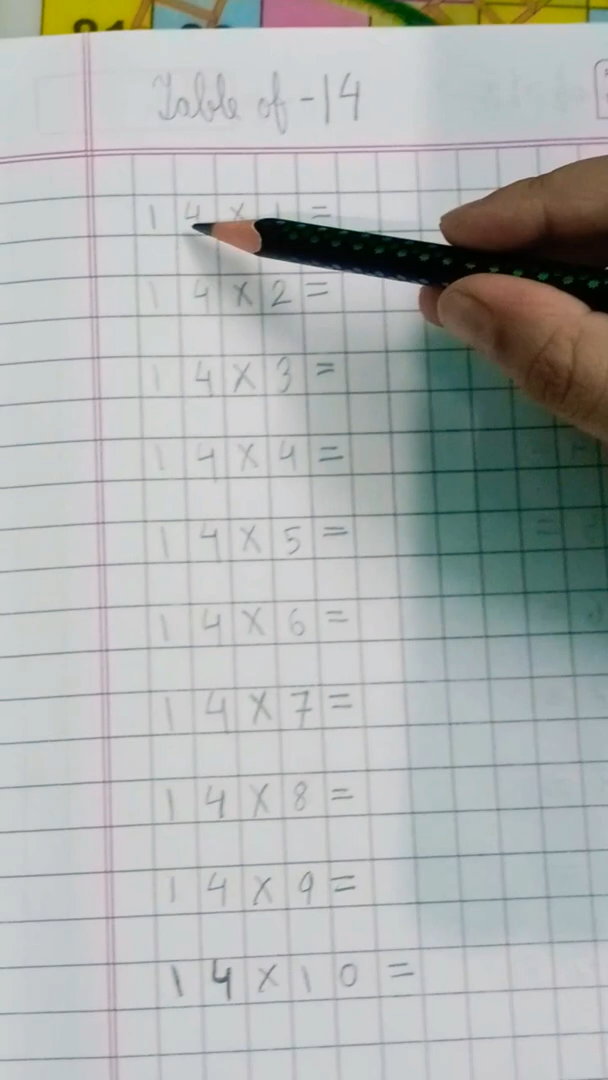 Table of -14
14 x 1 =
14 x 2 =
14 x 3 =
14 x 4 =
14 x 5 =
14 x 6 =
14 x 7 =
14 x 8 =
14 x 9 =
14 x 10 =